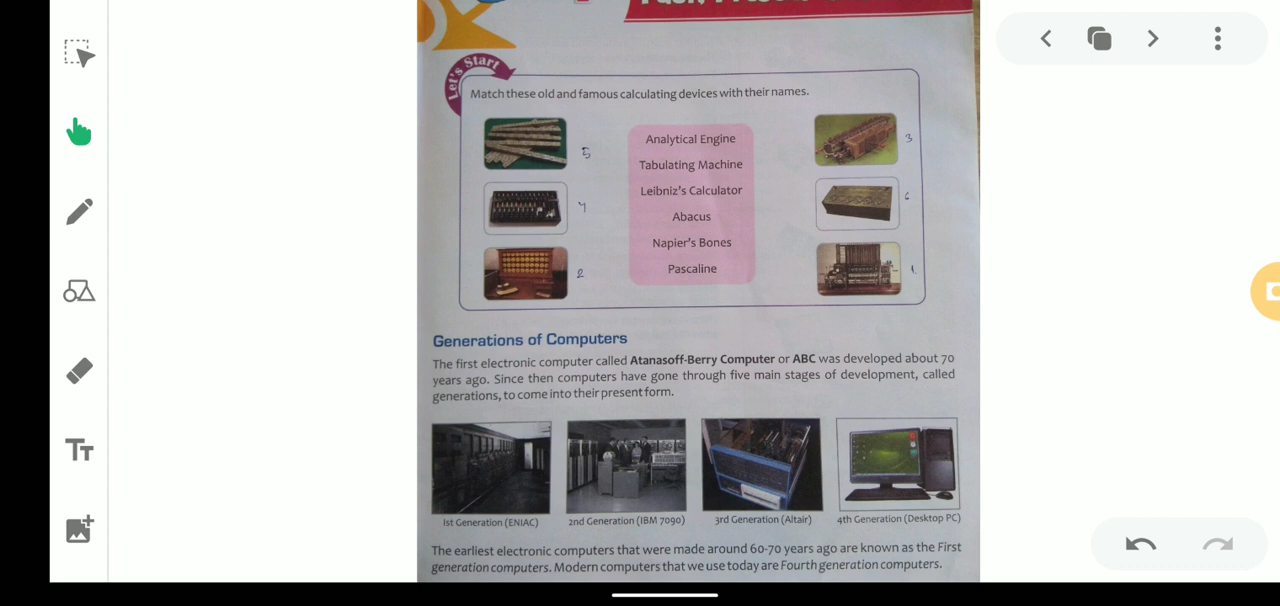 Let's Start
Match these old and famous calculating devices with their names.
5
Analytical Engine
3
Tabulating Machine
4
Leibniz's Calculator
6
Abacus
Napier's Bones
2
Pascaline
1.
Generations of Computers
The first electronic computer called Atanasoff-Berry Computer or ABC was developed about 70
years ago. Since then computers have gone through five main stages of development, called
generations, to come into their present form.
1st Generation (ENIAC)
2nd Generation (IBM 7090)
3rd Generation (Altair)
4th Generation (Desktop PC)
The earliest electronic computers that were made around 60-70 years ago are known as the First
generation computers. Modern computers that we use today are Fourth generation computers.
Tт